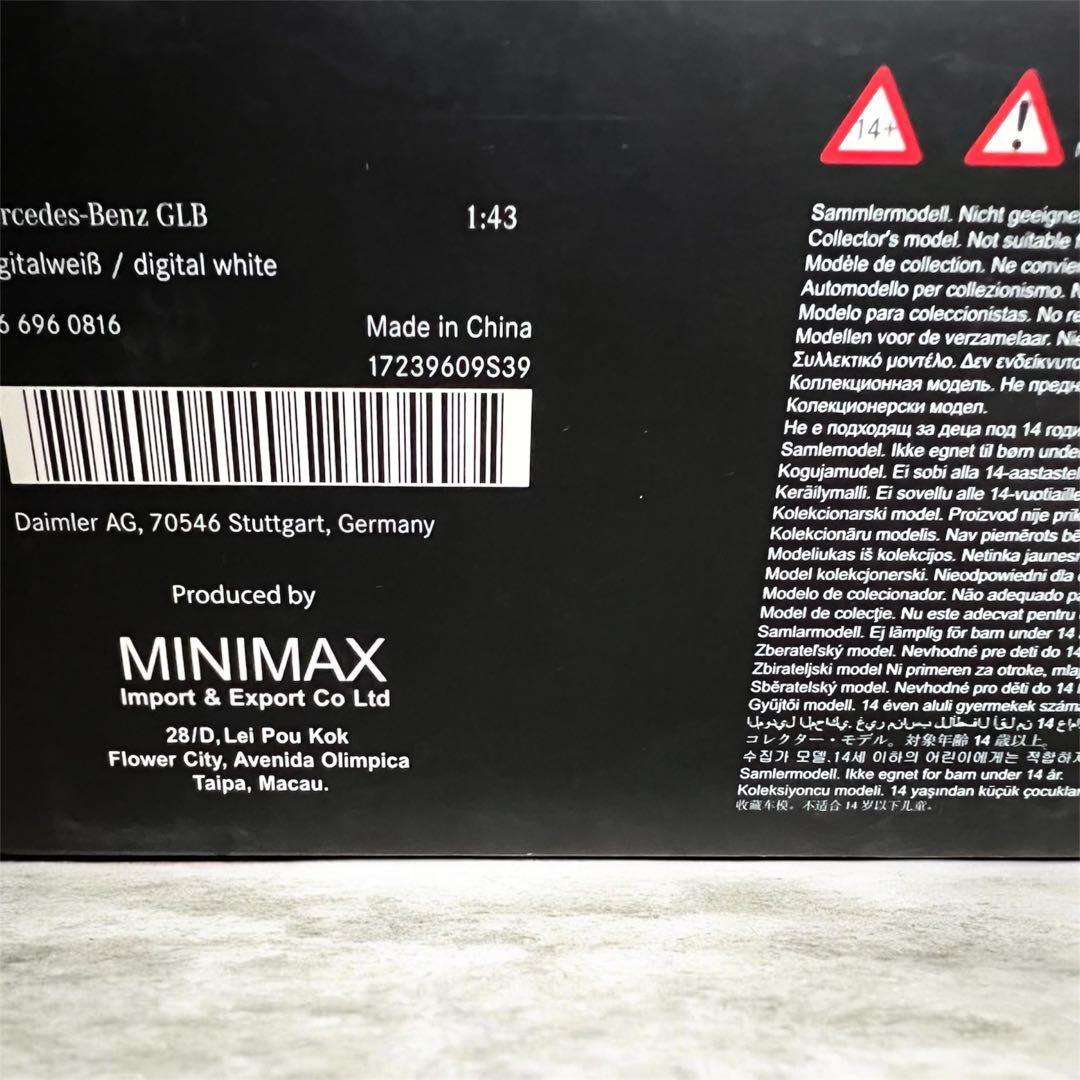 14+
!
rcedes-Benz GLB
1:43
gitalweiß / digital white
6 696 0816
Made in China
17239609S39
Daimler AG, 70546 Stuttgart, Germany
Produced by
MINIMAX
Import & Export Co Ltd
28/D, Lei Pou Kok
Flower City, Avenida Olimpica
Taipa, Macau.
Sammlermodell. Nicht geeigne
Collector's model. Not suitable f
Modèle de collection. Ne convie
Automodello per collezionismo. N
Modelo para coleccionistas. No re
Modellen voor de verzamelaar. Nie
Συλλεκτικό μοντέλο. Δεν ενδείκνυτα
Коллекционная модель. Не предн
Колекционерски модел.
Не е подходящ за деца под 14 годи
Samlemodel. Ikke egnet til børn unde
Kogujamudel. Ei sobi alla 14-aastastel
Keräilymalli. Ei sovellu alle 14-vuotiaille
Kolekcionarski model. Proizvod nije prik
Kolekcionāru modelis. Nav piemērots bē
Modeliukas iš kolekcijos. Netinka jaunesn
Model kolekcjonerski. Nieodpowiedni dla
Modelo de colecionador. Não adequado pa
Model de colecţie. Nu este adecvat pentru
Samlarmodell. Ej lämplig för barn under 14
Zberateľský model. Nevhodné pre deti do 14
Zbirateljski model Ni primeren za otroke, mla
Sběratelský model. Nevhodné pro děti do 14
Gyűjtői modell. 14 éven aluli gyermekek szám
コレクター・モデル。対象年齢 14 歳以上。
수집가 모델.14세 이하의 어린이에게는 적합하지
Samlermodell. Ikke egnet for barn under 14 år.
Koleksiyoncu modeli. 14 yaşından küçük çocuklar
收藏车模。不适合 14 岁以下儿童。